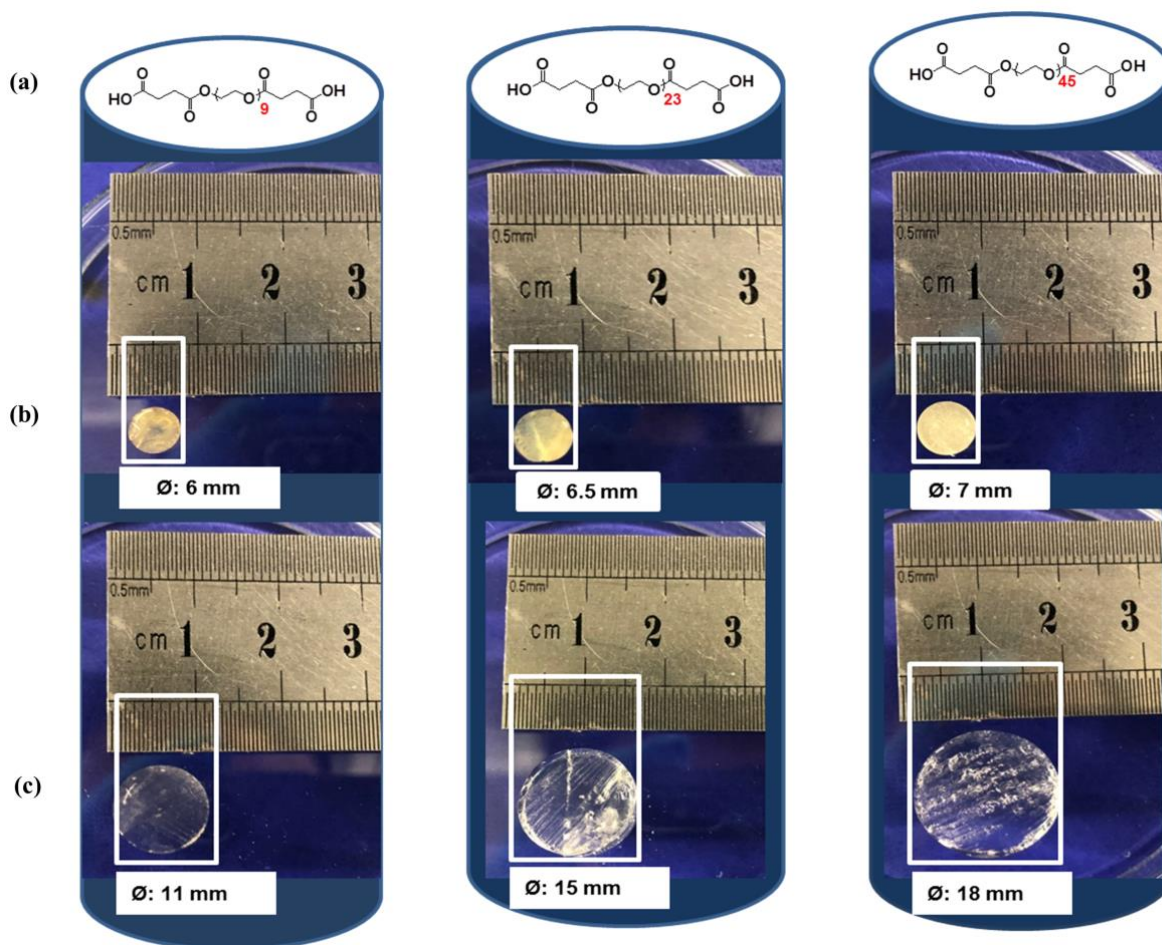 (a)
HO O O O O O 9 O OH
HO O O O O O 23 O OH
HO O O O O O 45 O OH
0.5mm
cm 1 2 3
0.5mm
cm 1 2 3
0.5mm
cm 1 2 3
(b)
Ø: 6 mm
Ø: 6.5 mm
Ø: 7 mm
0.5mm
cm 1 2 3
0.5mm
cm 1 2 3
0.5mm
cm 1 2 3
(c)
Ø: 11 mm
Ø: 15 mm
Ø: 18 mm